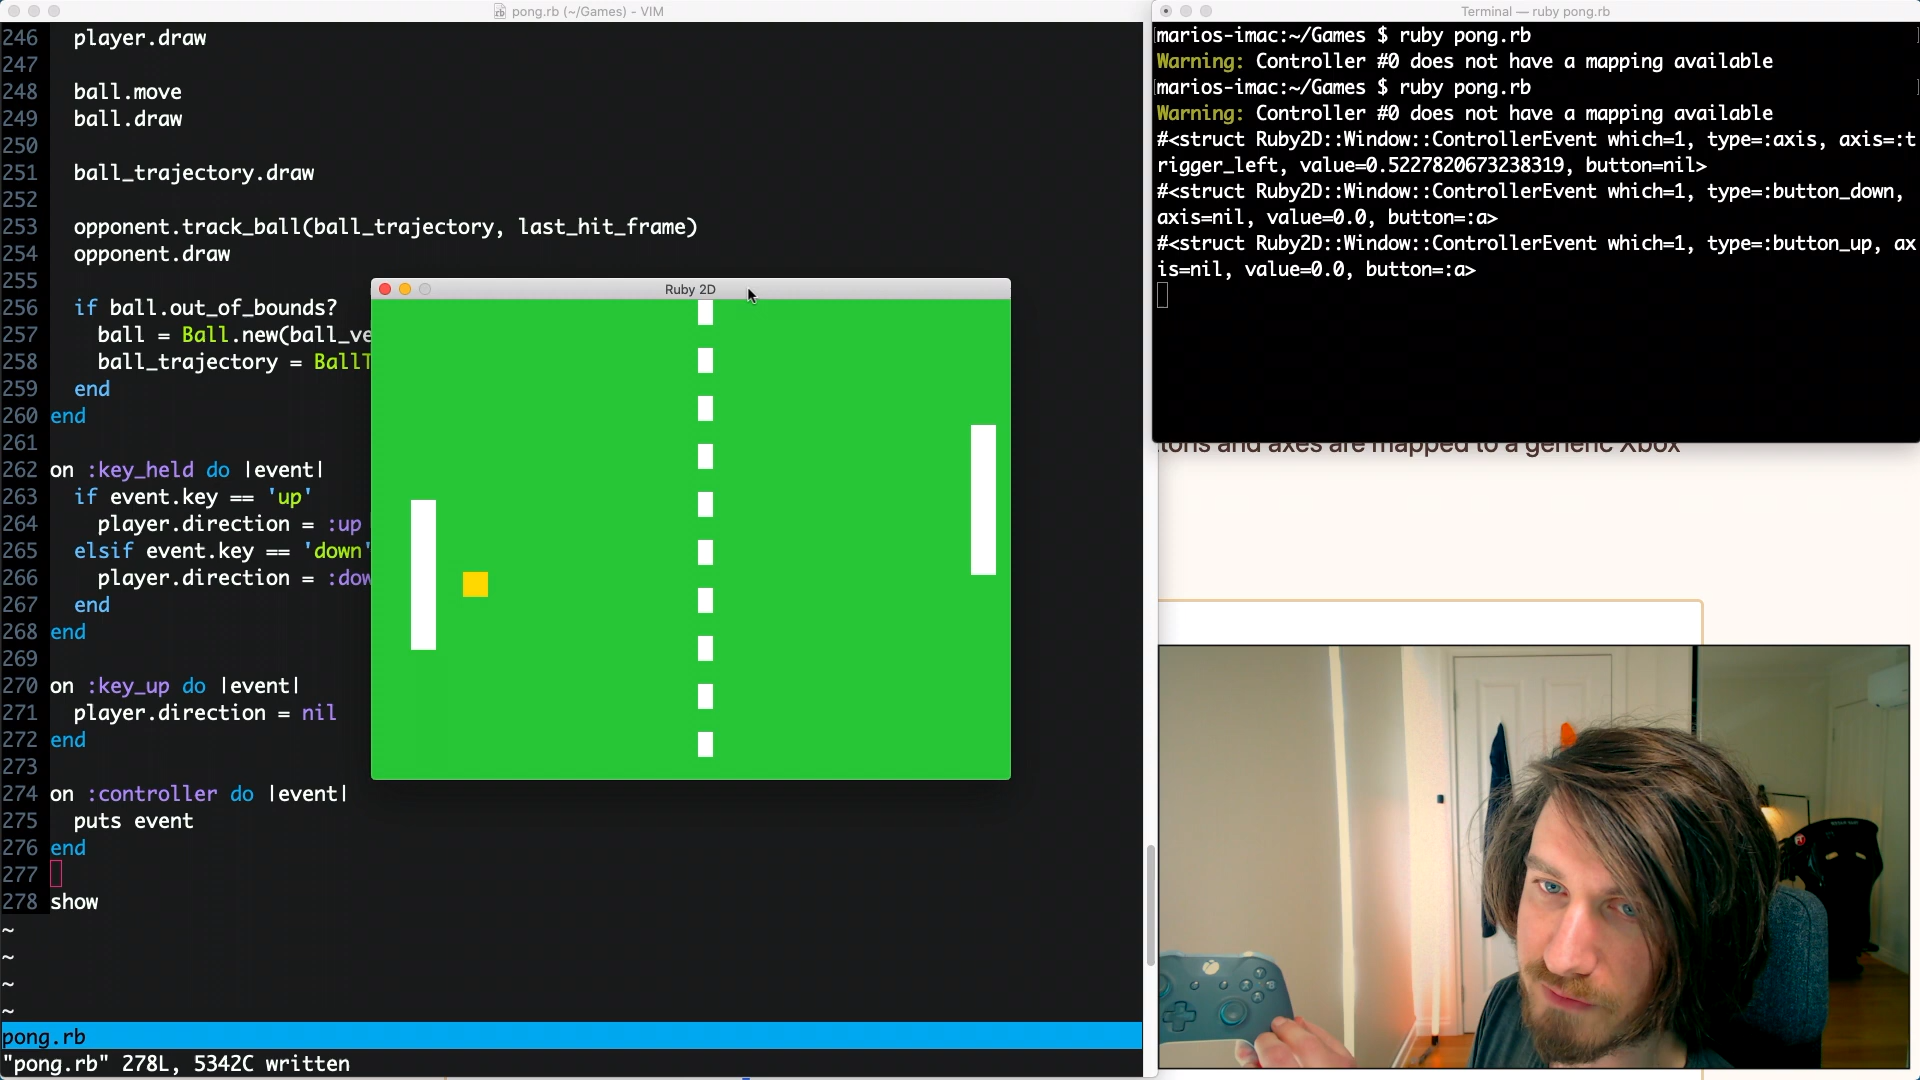 pong.rb (~/Games) - VIM
246 player.draw
247
248 ball.move
249 ball.draw
250
251 ball_trajectory.draw
252
253 opponent.track_ball(ball_trajectory, last_hit_frame)
254 opponent.draw
255
256 if ball.out_of_bounds?
257 ball = Ball.new(ball_ve
258 ball_trajectory = BallT
259 end
260 end
261
262 on :key_held do |event|
263 if event.key == 'up'
264 player.direction = :up
265 elsif event.key == 'down'
266 player.direction = :dow
267 end
268 end
269
270 on :key_up do |event|
271 player.direction = nil
272 end
273
274 on :controller do |event|
275 puts event
276 end
277
278 show
~
~
~
~
pong.rb
"pong.rb" 278L, 5342C written
Ruby 2D
Terminal — ruby pong.rb
marios-imac:~/Games $ ruby pong.rb
Warning: Controller #0 does not have a mapping available
marios-imac:~/Games $ ruby pong.rb
Warning: Controller #0 does not have a mapping available
#<struct Ruby2D::Window::ControllerEvent which=1, type=:axis, axis=:t
rigger_left, value=0.5227820673238319, button=nil>
#<struct Ruby2D::Window::ControllerEvent which=1, type=:button_down,
axis=nil, value=0.0, button=:a>
#<struct Ruby2D::Window::ControllerEvent which=1, type=:button_up, ax
is=nil, value=0.0, button=:a>
tons and axes are mapped to a generic Xbox